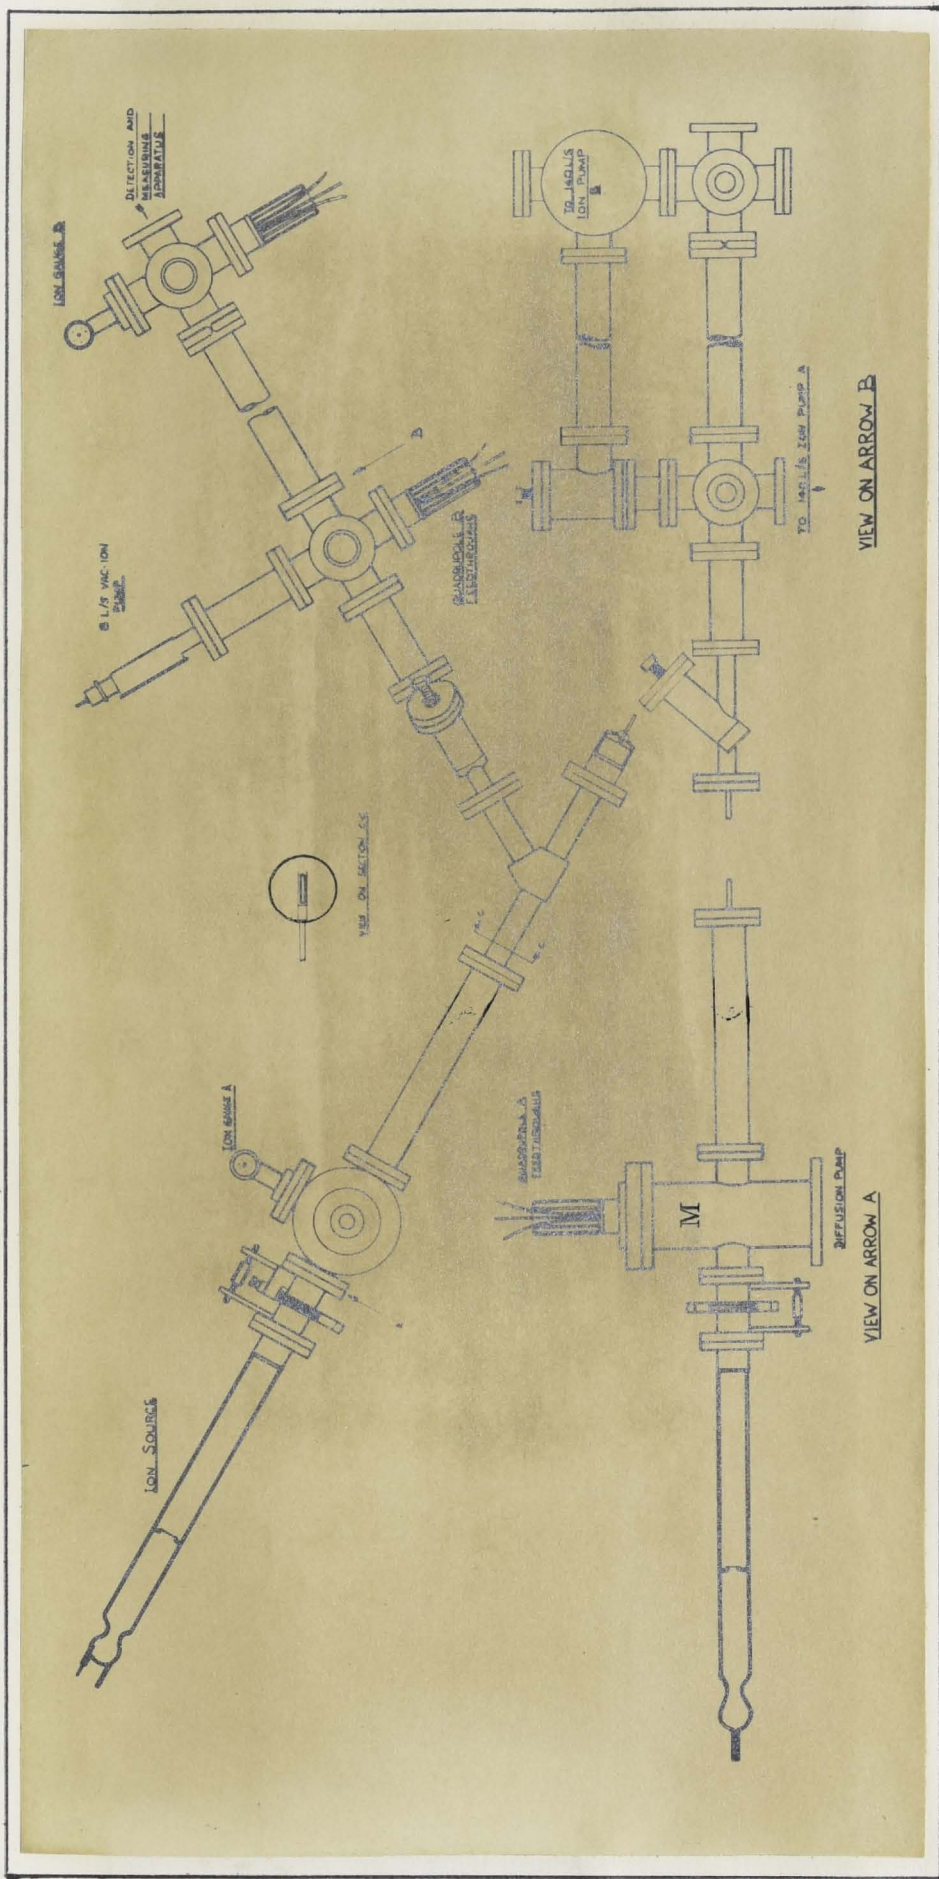 ION SOURCE
ION GAUGE A
VIEW ON SECTION CC
8 L/S VAC-ION
PUMP
ION GAUGE B
DETECTION AND
MEASURING
APPARATUS
B
QUADRUPOLE B
FEEDTHROUGHS
C
C
QUADRUPOLE A
FEEDTHROUGHS
M
DIFFUSION PUMP
VIEW ON ARROW A
TO 140 L/S
ION PUMP
B
TO 140 L/S ION PUMP A
VIEW ON ARROW B